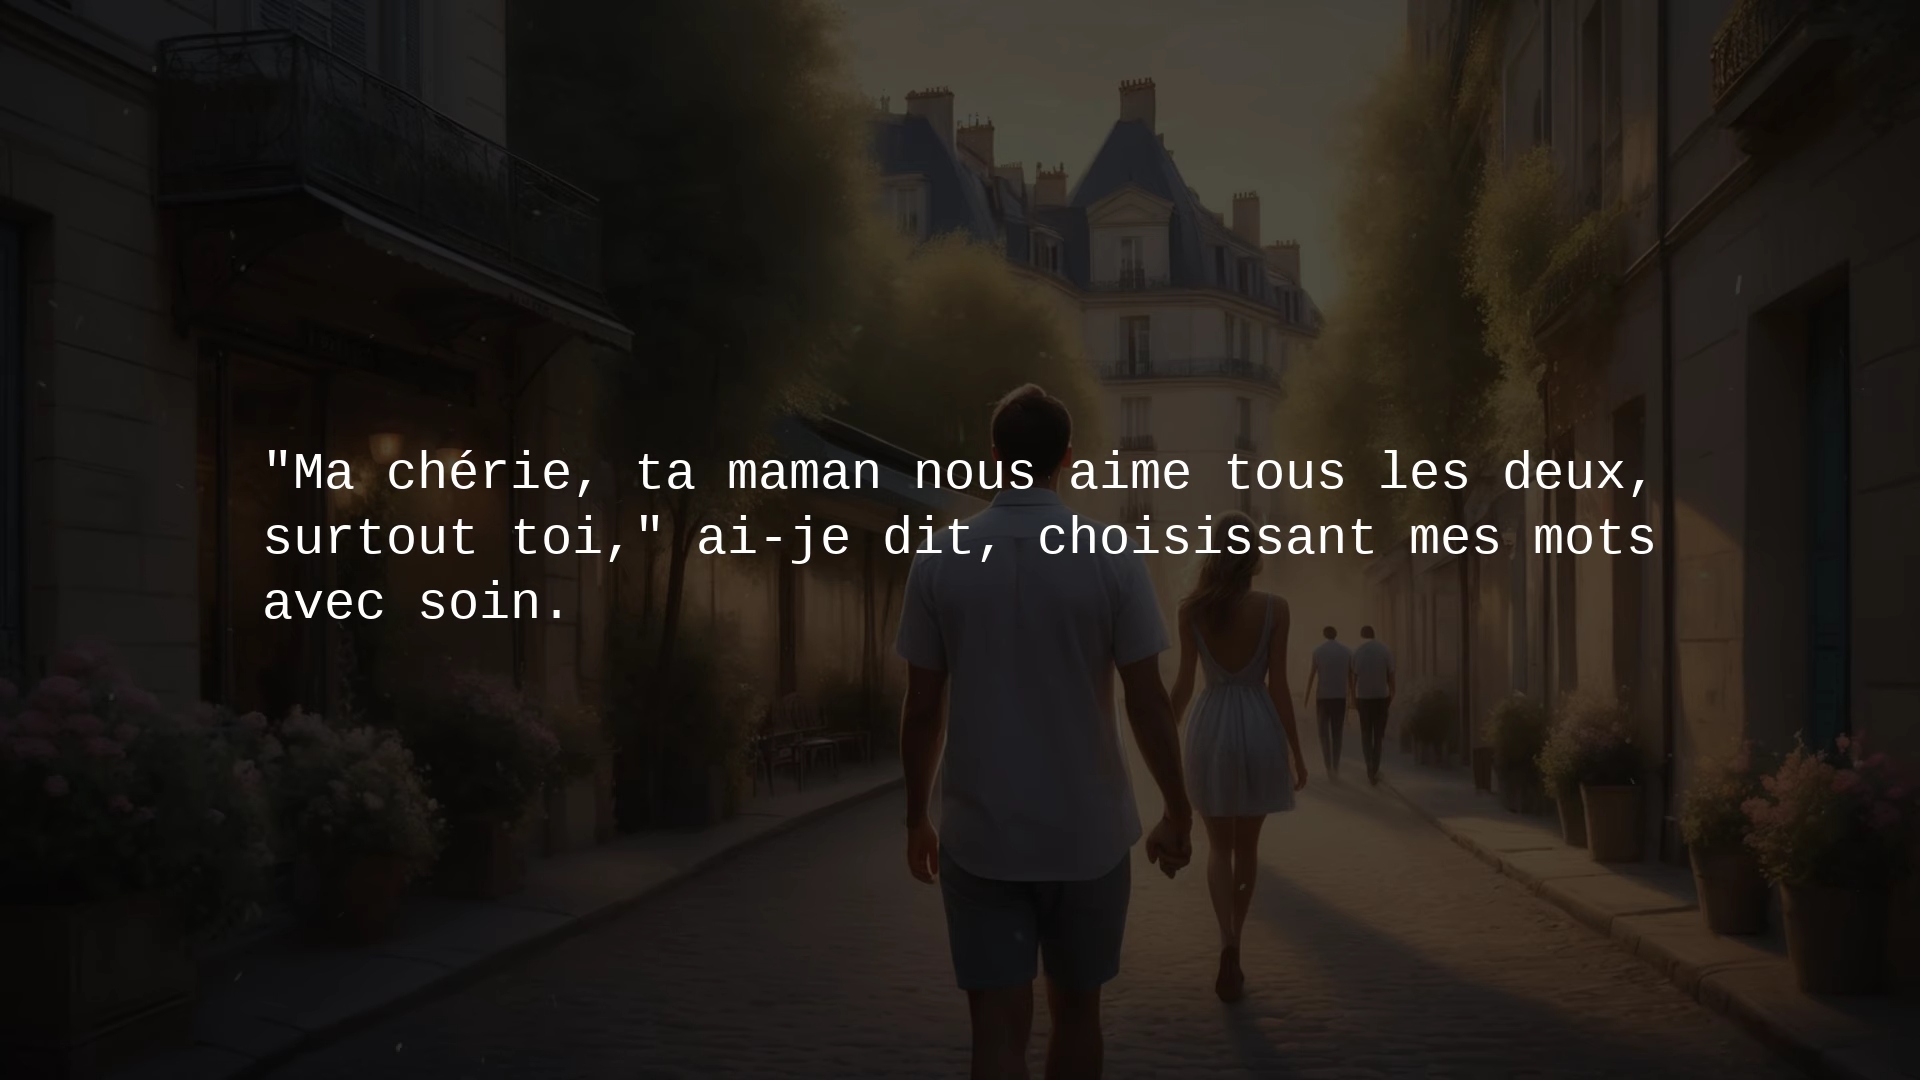 "Ma chérie, ta maman nous aime tous les deux,
surtout toi," ai-je dit, choisissant mes mots
avec soin.